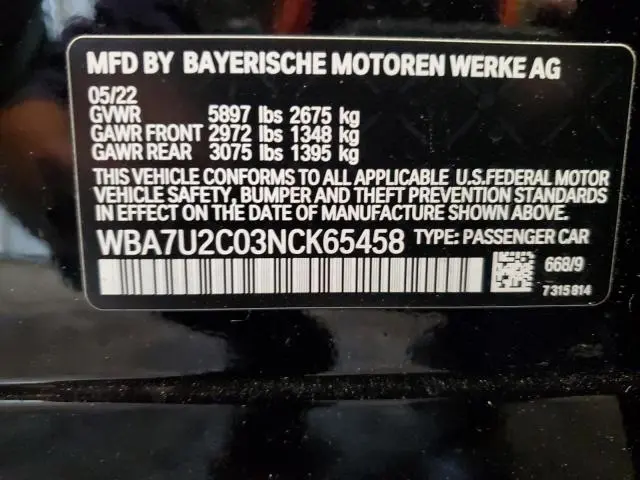 MFD BY BAYERISCHE MOTOREN WERKE AG
05/22
GVWR 5897 lbs 2675 kg
GAWR FRONT 2972 lbs 1348 kg
GAWR REAR 3075 lbs 1395 kg
THIS VEHICLE CONFORMS TO ALL APPLICABLE U.S.FEDERAL MOTOR
VEHICLE SAFETY, BUMPER AND THEFT PREVENTION STANDARDS
IN EFFECT ON THE DATE OF MANUFACTURE SHOWN ABOVE.
WBA7U2C03NCK65458 TYPE: PASSENGER CAR
668/9
7315814